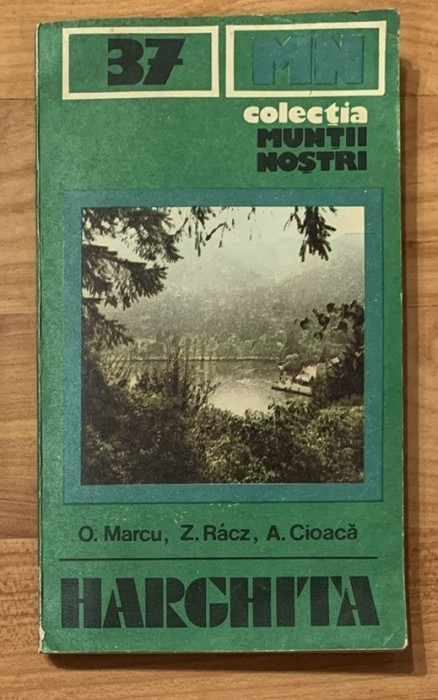 37
MN
colecția
MUNȚII
NOȘTRI
O. Marcu, Z. Rácz, A. Cioacă
HARGHITA